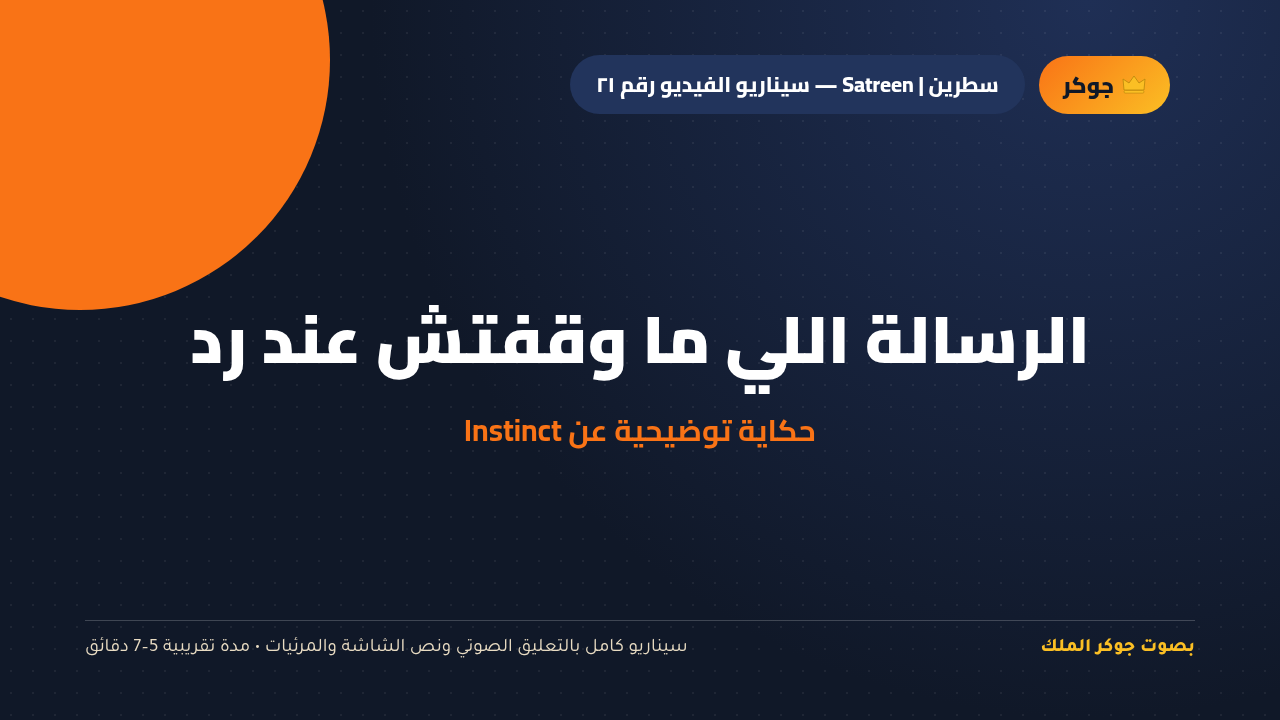 جوكر
سطرين | Satreen — سيناريو الفيديو رقم ٢١
الرسالة اللي ما وقفتش عند رد
حكاية توضيحية عن Instinct
بصوت جوكر الملك
سيناريو كامل بالتعليق الصوتي ونص الشاشة والمرئيات • مدة تقريبية 5-7 دقائق